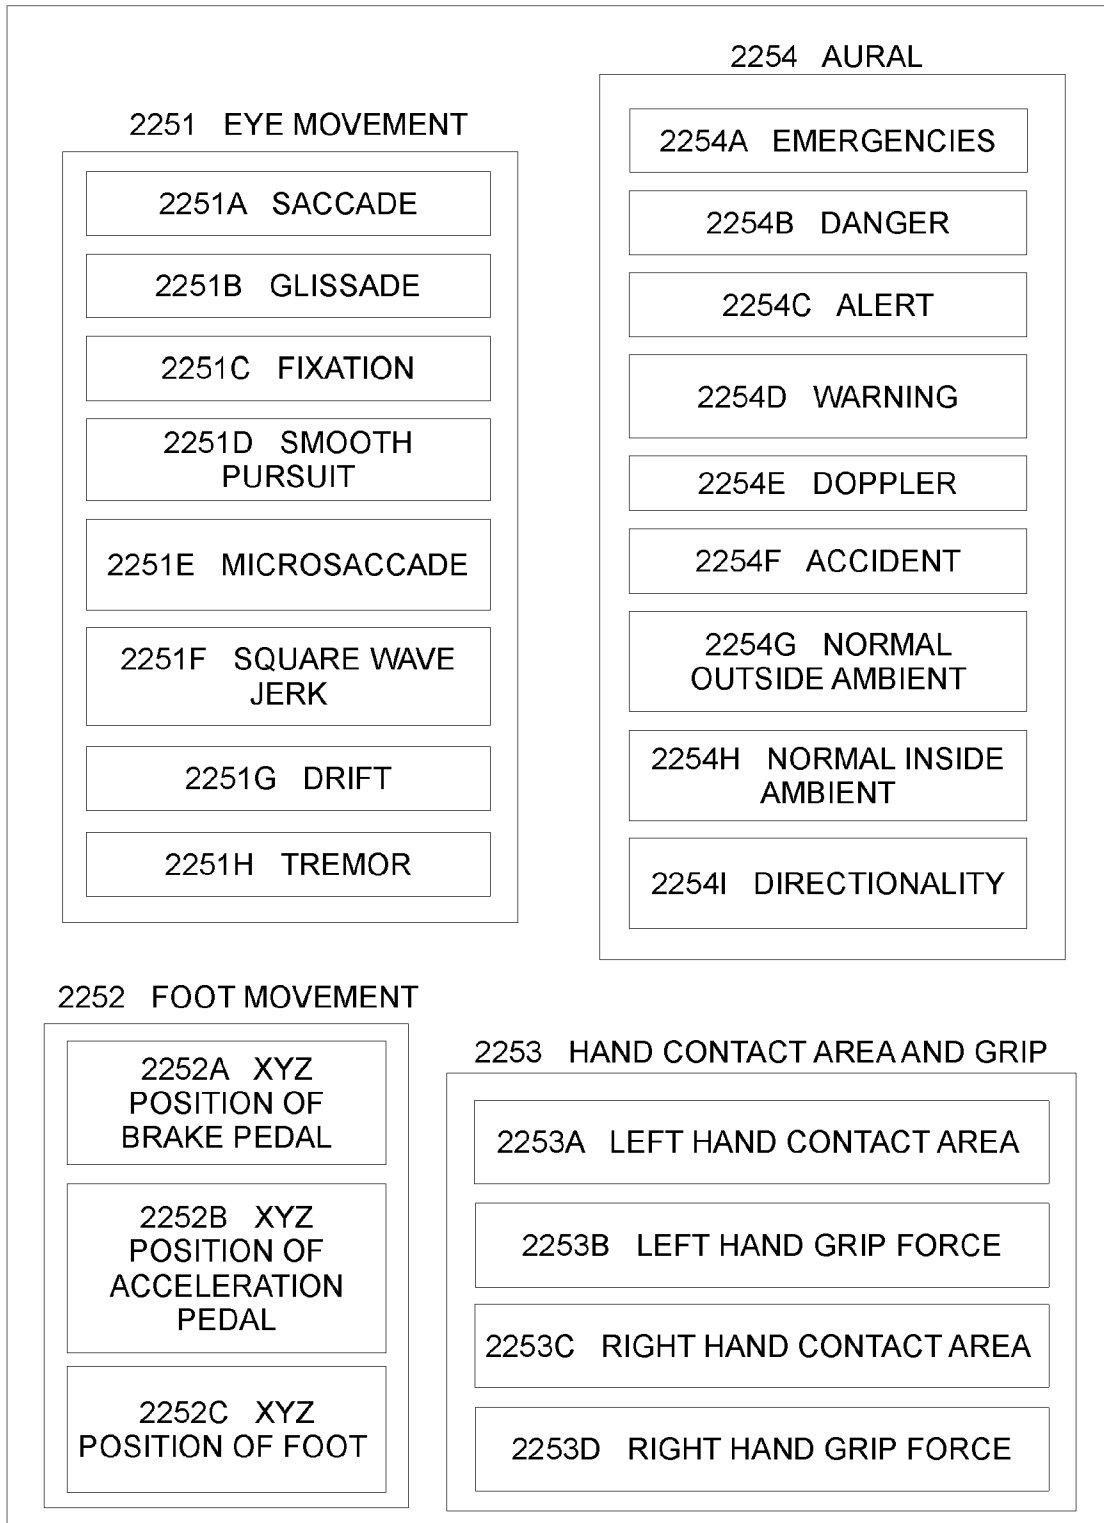 2251 EYE MOVEMENT
2251A SACCADE
2251B GLISSADE
2251C FIXATION
2251D SMOOTH
PURSUIT
2251E MICROSACCADE
2251F SQUARE WAVE
JERK
2251G DRIFT
2251H TREMOR
2254 AURAL
2254A EMERGENCIES
2254B DANGER
2254C ALERT
2254D WARNING
2254E DOPPLER
2254F ACCIDENT
2254G NORMAL
OUTSIDE AMBIENT
2254H NORMAL INSIDE
AMBIENT
2254I DIRECTIONALITY
2252 FOOT MOVEMENT
2252A XYZ
POSITION OF
BRAKE PEDAL
2252B XYZ
POSITION OF
ACCELERATION
PEDAL
2252C XYZ
POSITION OF FOOT
2253 HAND CONTACT AREA AND GRIP
2253A LEFT HAND CONTACT AREA
2253B LEFT HAND GRIP FORCE
2253C RIGHT HAND CONTACT AREA
2253D RIGHT HAND GRIP FORCE